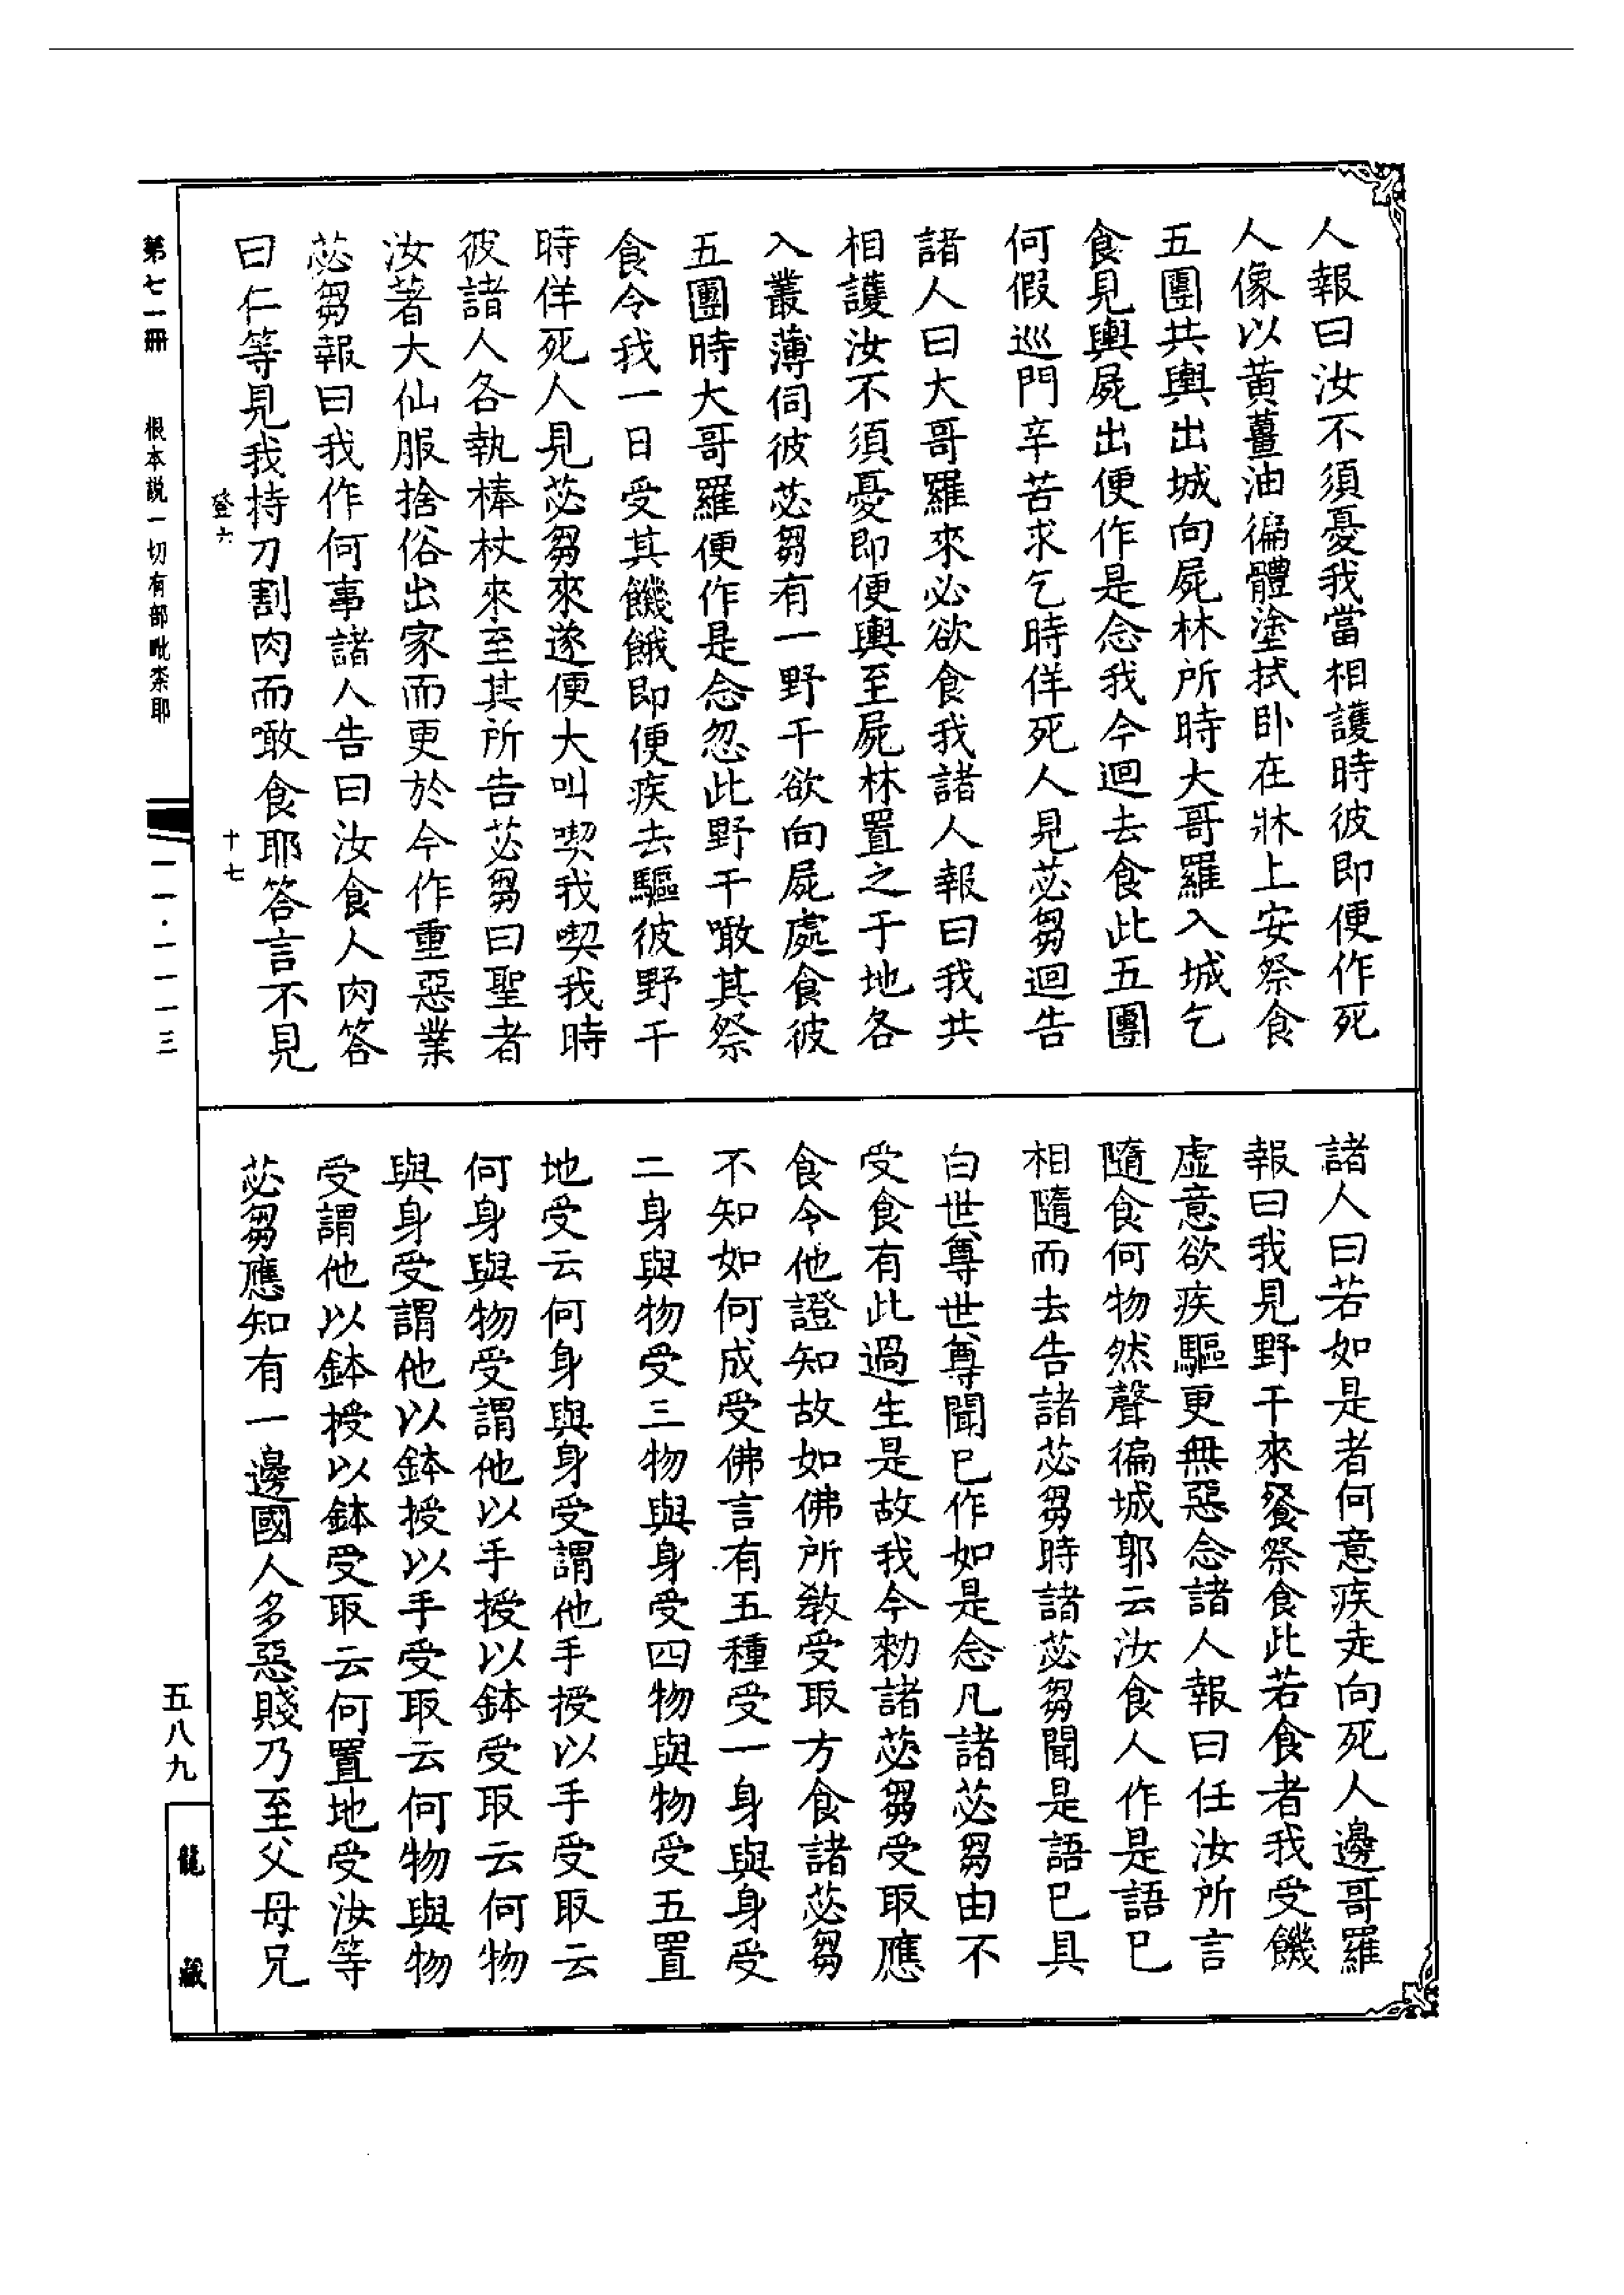 人報曰汝不須憂我當相護時彼即便作死
人像以黃薑油徧體塗拭卧在牀上安祭食
五團共輿出城向屍林所時大哥羅入城乞
食見輿屍出便作是念我今迴去食此五團
何假巡門辛苦求乞時佯死人見苾芻迴告
諸人曰大哥羅來必欲食我諸人報曰我共
相護汝不須憂即便輿至屍林置之于地各
入叢薄伺彼苾芻有一野干欲向屍處食彼
五團時大哥羅便作是念忽此野干噉其祭
食令我一日受其饑餓即便疾去驅彼野干
時佯死人見苾芻來遂便大叫喫我喫我時
彼諸人各執棒杖來至其所告苾芻曰聖者
汝著大仙服捨俗出家而更於今作重惡業
苾芻報曰我作何事諸人告曰汝食人肉答
曰仁等見我持刀割肉而噉食耶答言不見
諸人曰若如是者何意疾走向死人邊哥羅
報曰我見野干來餐祭食此若食者我受饑
虛意欲疾驅更無惡念諸人報曰任汝所言
隨食何物然聲徧城郭云汝食人作是語已
相隨而去告諸苾芻時諸苾芻聞是語已具
白世尊世尊聞已作如是念凡諸苾芻由不
受食有此過生是故我今勑諸苾芻受取應
食令他證知故如佛所教受取方食諸苾芻
不知如何成受佛言有五種受一身與身受
二身與物受三物與身受四物與物受五置
地受云何身與身受謂他手授以手受取云
何身與物受謂他以手授以鉢受取云何物
與身受謂他以鉢授以手受取云何物與物
受謂他以鉢授以鉢受取云何置地受汝等
苾芻應知有一邊國人多惡賤乃至父母兄
登六
十七
第七一冊
根本説一切有部毗柰耶
一一·一一一三
五八九
龍藏